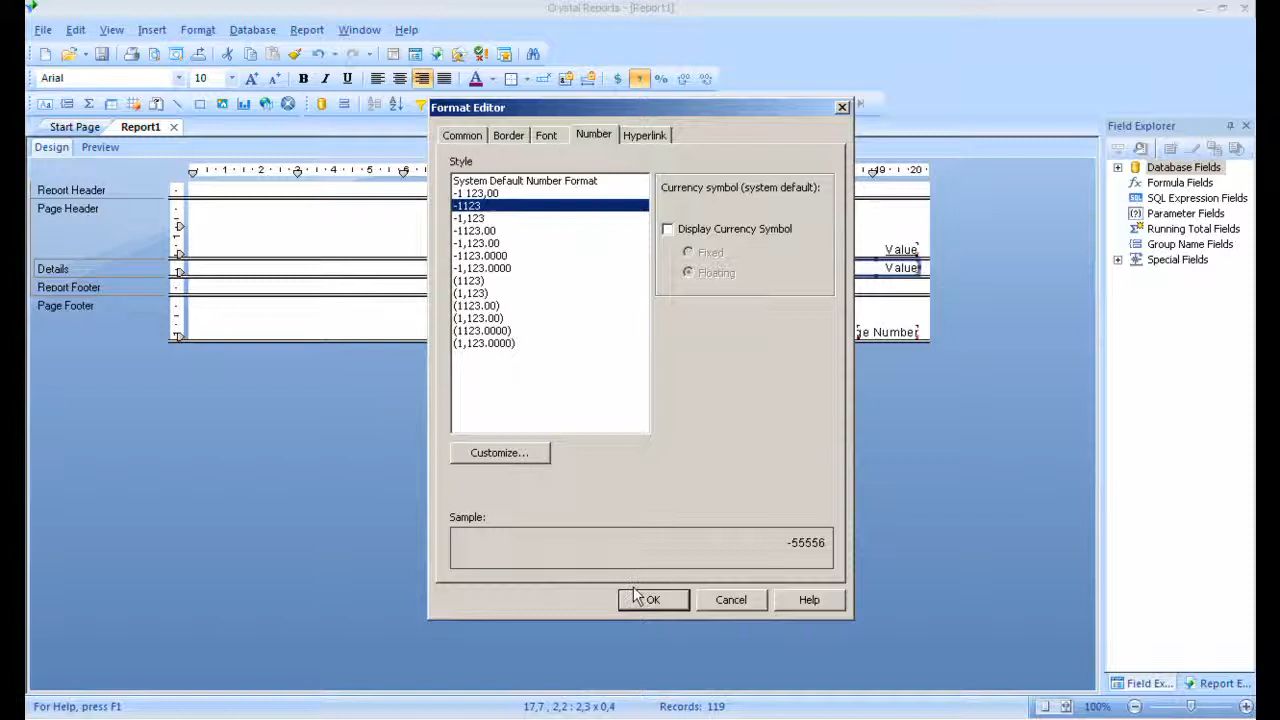 Crystal Reports - [Report1]
File Edit View Insert Format Database Report Window Help
Arial 10
Start Page Report1
Design Preview
Report Header
Page Header
Details
Report Footer
Page Footer
Value
Value
ge Number
Format Editor
Common Border Font Number Hyperlink
Style
System Default Number Format
-1 123,00
-1123
-1,123
-1123.00
-1,123.00
-1123.0000
-1,123.0000
(1123)
(1,123)
(1123.00)
(1,123.00)
(1123.0000)
(1,123.0000)
Currency symbol (system default):
Display Currency Symbol
Fixed
Floating
Customize...
Sample:
-55556
OK Cancel Help
Field Explorer
Database Fields
Formula Fields
SQL Expression Fields
Parameter Fields
Running Total Fields
Group Name Fields
Special Fields
Field Ex... Report E...
For Help, press F1 17,7 , 2,2 : 2,3 x 0,4 Records: 119 100%